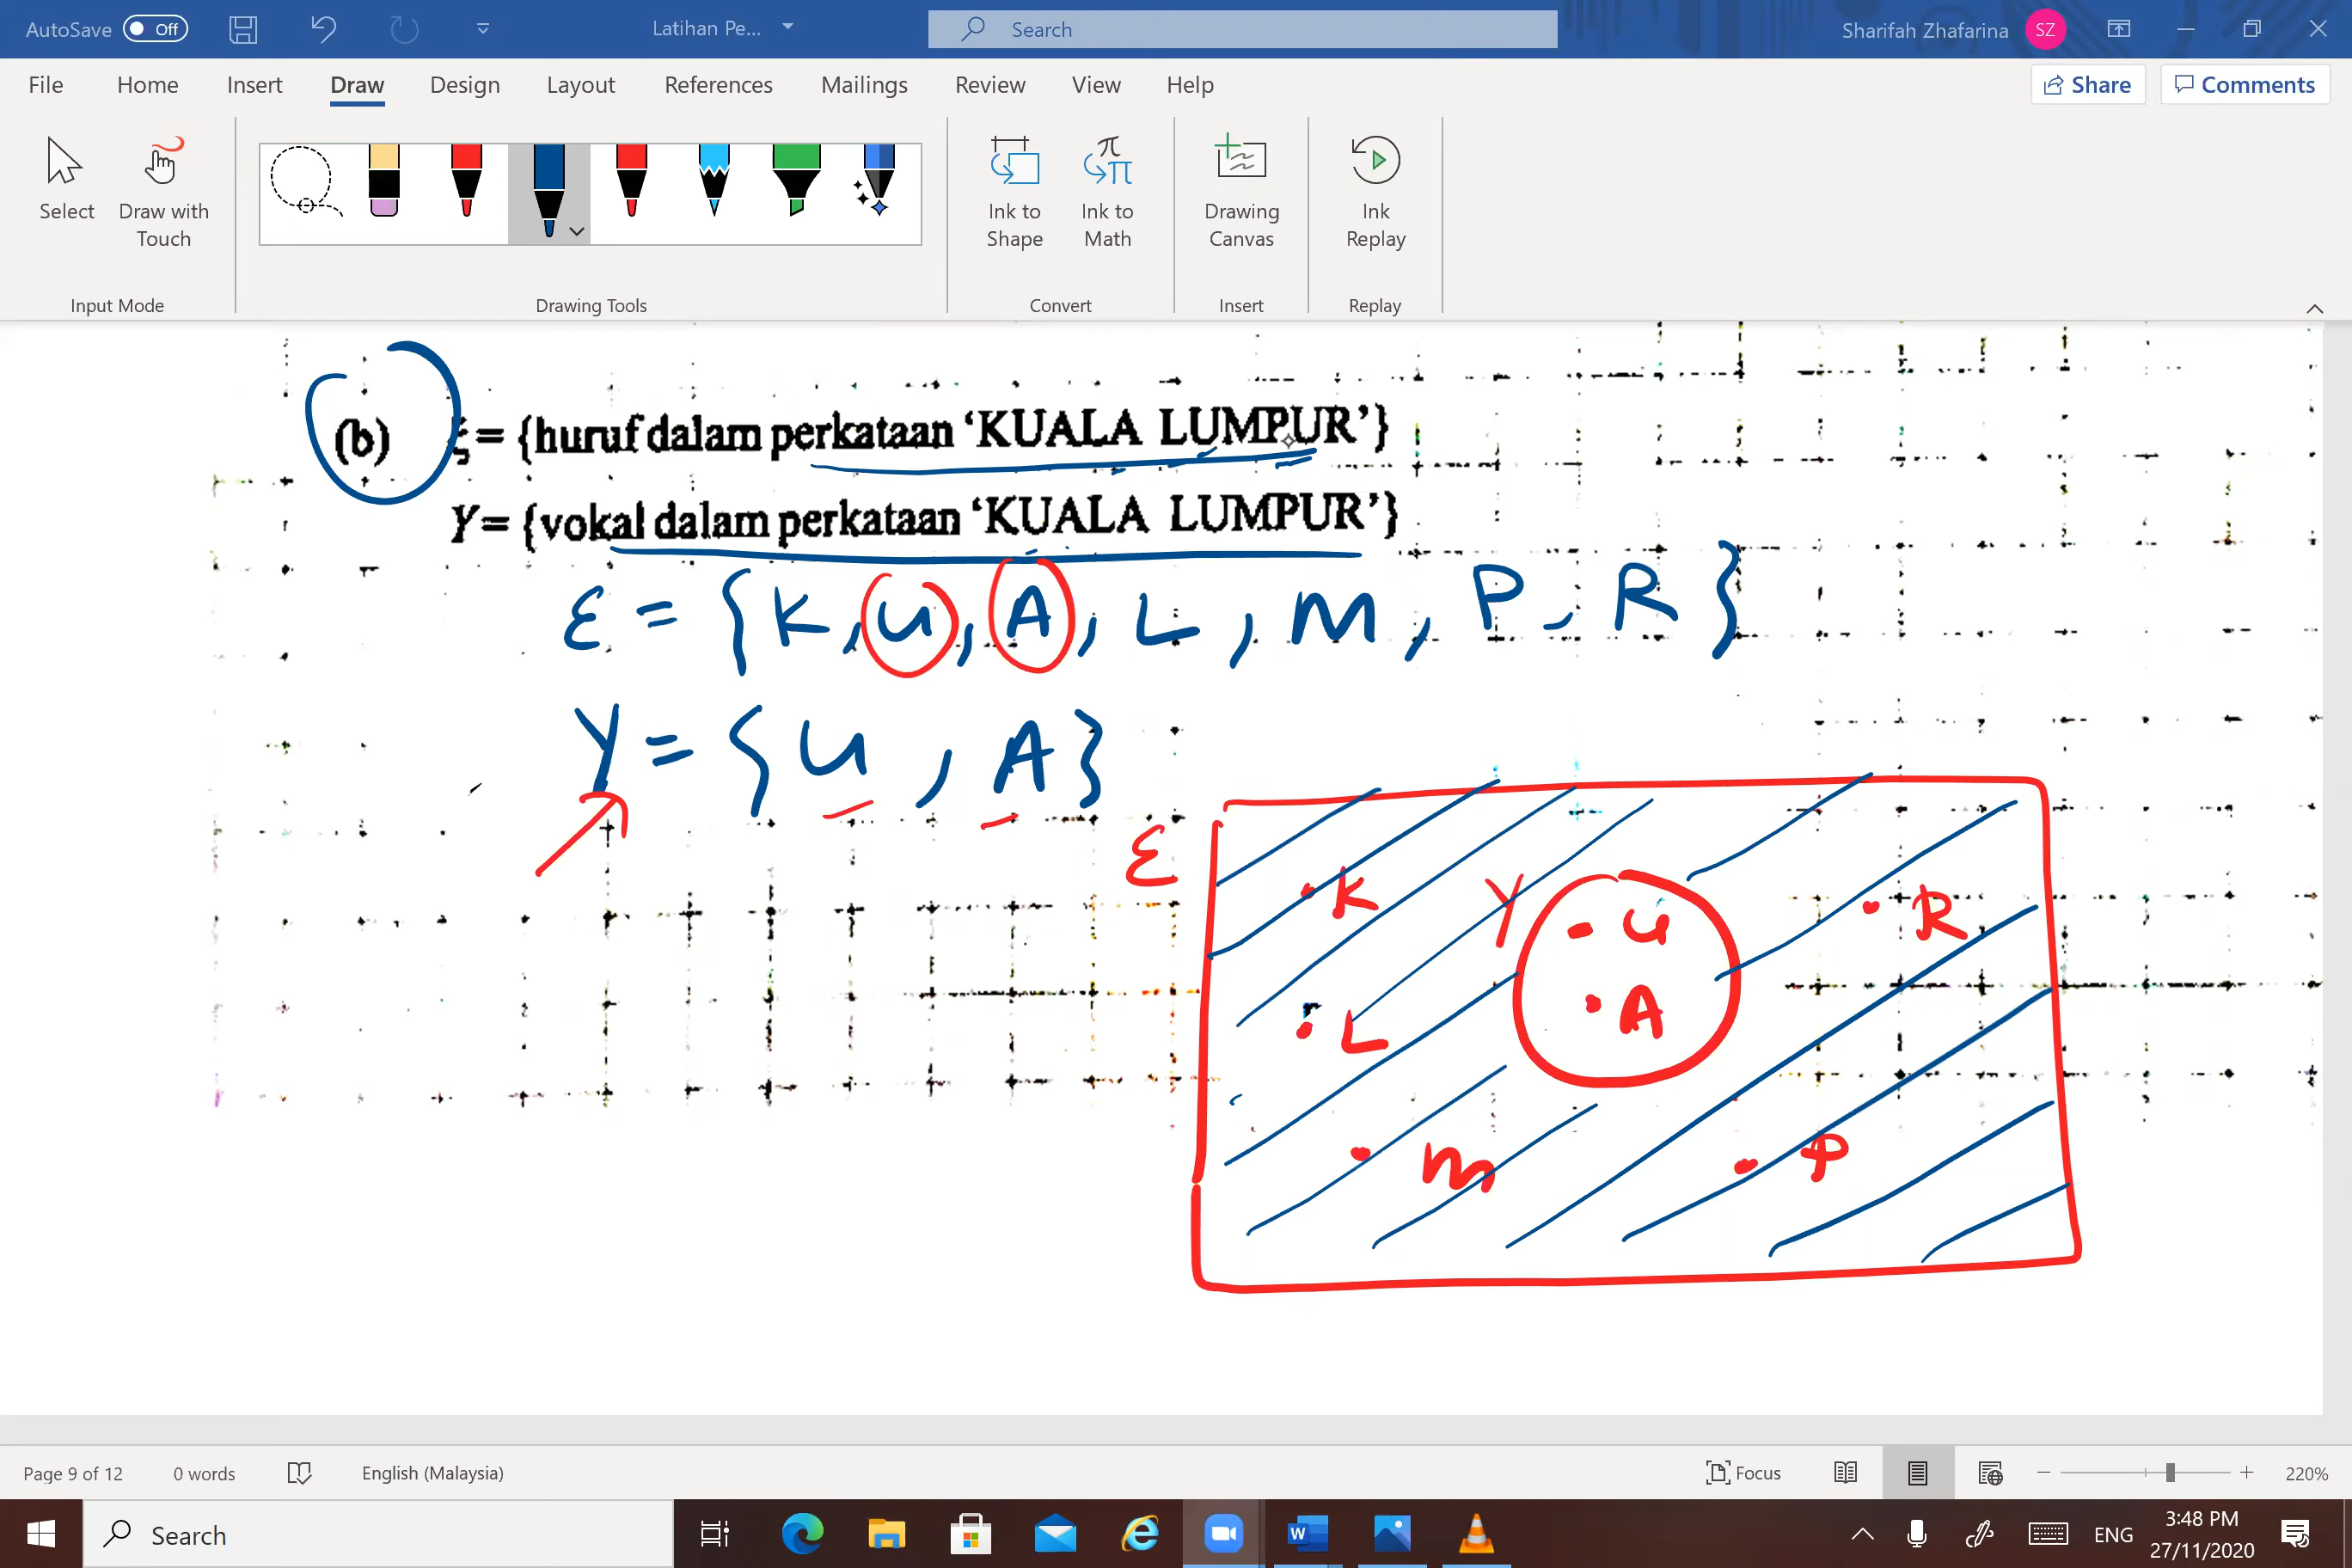 AutoSave Off Latihan Pe... Search Sharifah Zhafarina SZ
File Home Insert Draw Design Layout References Mailings Review View Help Share Comments
Select Draw with Touch Ink to Shape Ink to Math Drawing Canvas Ink Replay
Input Mode Drawing Tools Convert Insert Replay
(b) ξ = {huruf dalam perkataan ‘KUALA LUMPUR’}
Y = {vokal dalam perkataan ‘KUALA LUMPUR’}
ε = {K, U, A, L, M, P, R}
Y = {U, A}
ε
K Y U R
L A
M P
Page 9 of 12 0 words English (Malaysia) Focus 220%
Search ENG 3:48 PM
27/11/2020